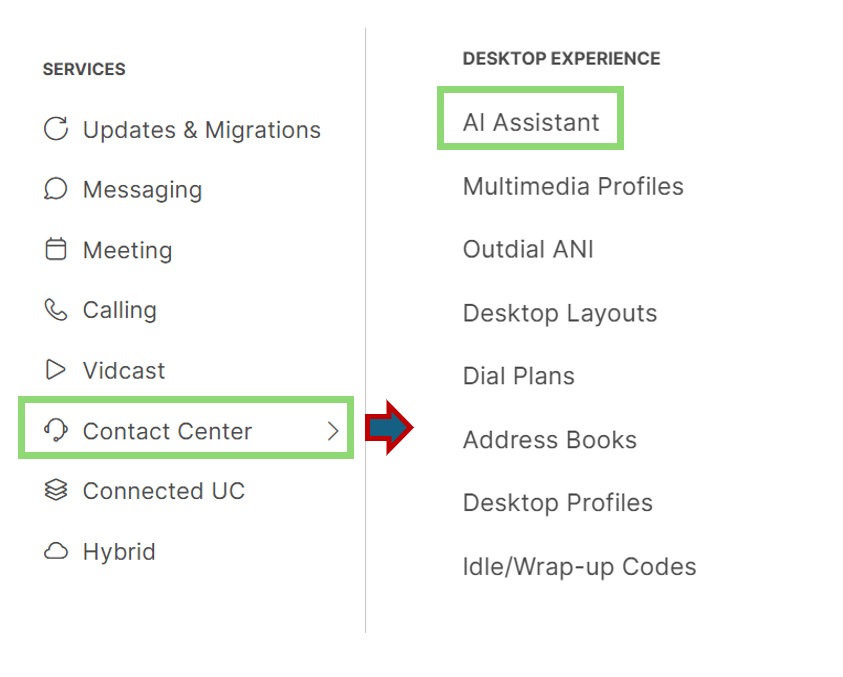 SERVICES
Updates & Migrations
Messaging
Meeting
Calling
Vidcast
Contact Center
Connected UC
Hybrid
DESKTOP EXPERIENCE
AI Assistant
Multimedia Profiles
Outdial ANI
Desktop Layouts
Dial Plans
Address Books
Desktop Profiles
Idle/Wrap-up Codes